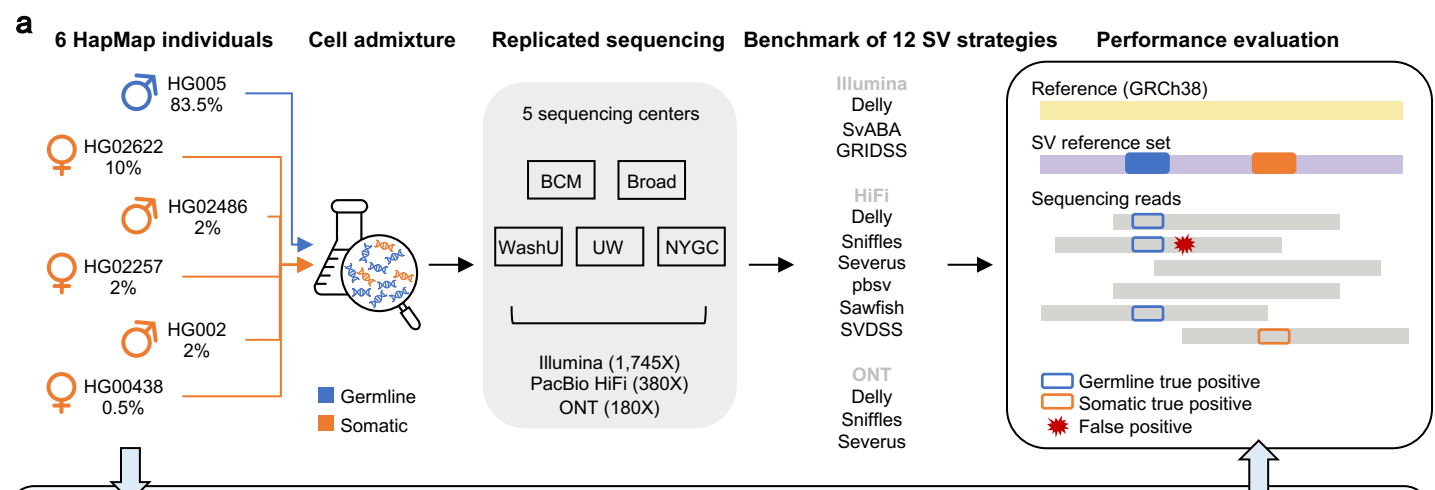 a
6 HapMap individuals
Cell admixture
Replicated sequencing
Benchmark of 12 SV strategies
Performance evaluation
HG005
83.5%
HG02622
10%
HG02486
2%
HG02257
2%
HG002
2%
HG00438
0.5%
Germline
Somatic
5 sequencing centers
BCM
Broad
WashU
UW
NYGC
Illumina (1,745X)
PacBio HiFi (380X)
ONT (180X)
Illumina
Delly
SvABA
GRIDSS
HiFi
Delly
Sniffles
Severus
pbsv
Sawfish
SVDSS
ONT
Delly
Sniffles
Severus
Reference (GRCh38)
SV reference set
Sequencing reads
Germline true positive
Somatic true positive
False positive